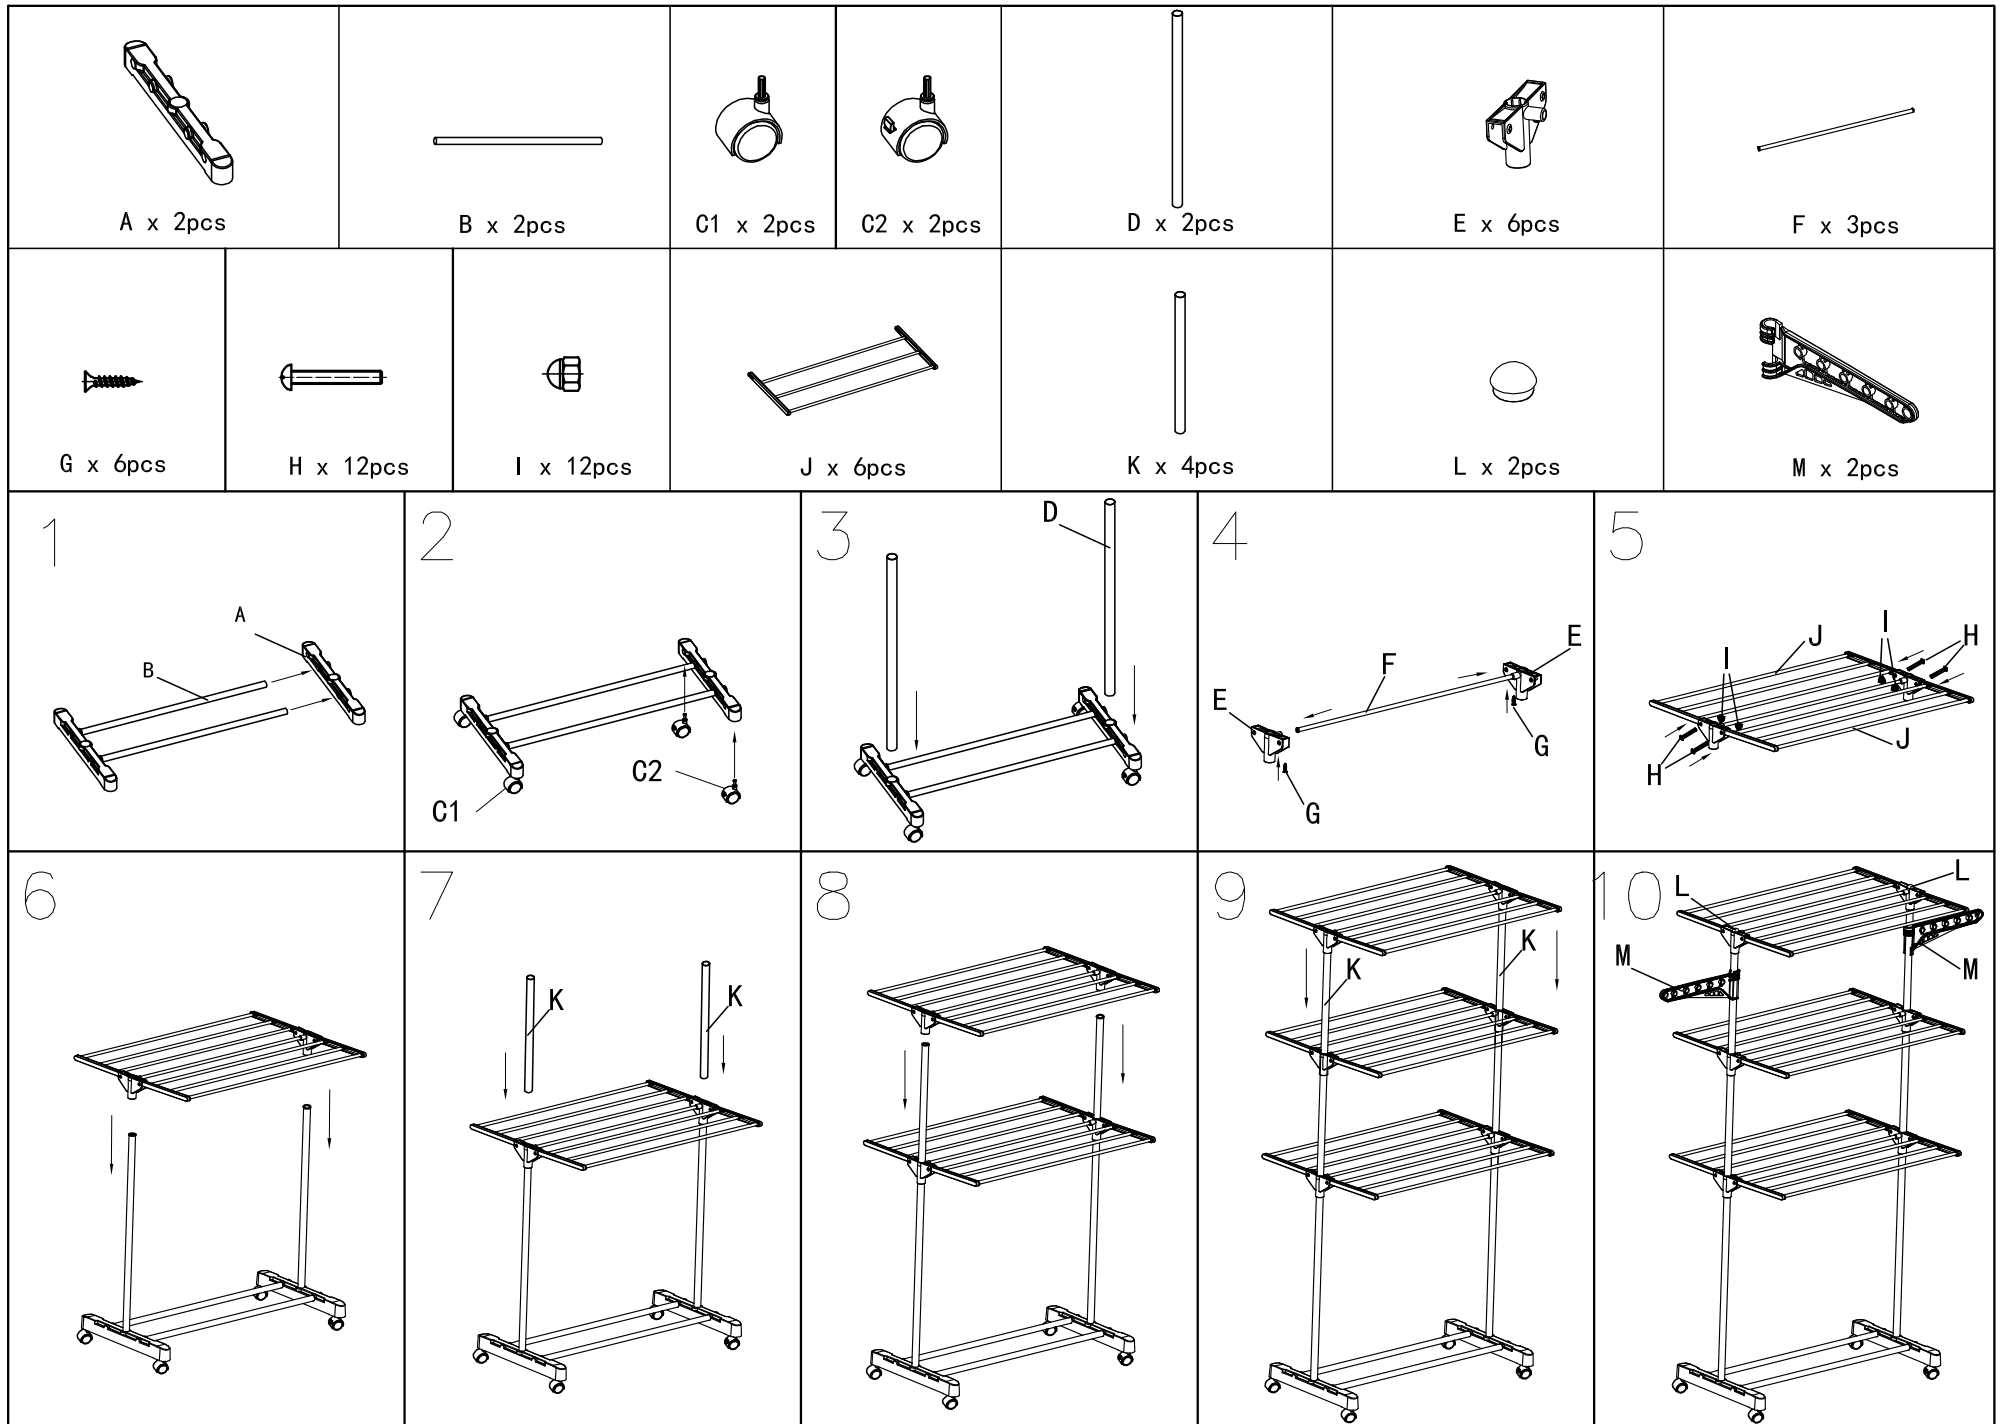 A x 2pcs
B x 2pcs
C1 x 2pcs
C2 x 2pcs
D x 2pcs
E x 6pcs
F x 3pcs
G x 6pcs
H x 12pcs
I x 12pcs
J x 6pcs
K x 4pcs
L x 2pcs
M x 2pcs
1
A
B
2
C2
C1
3
D
4
E
F
E
G
G
5
I
J
H
I
J
H
6
7
K
K
8
9
K
K
10
L
L
M
M